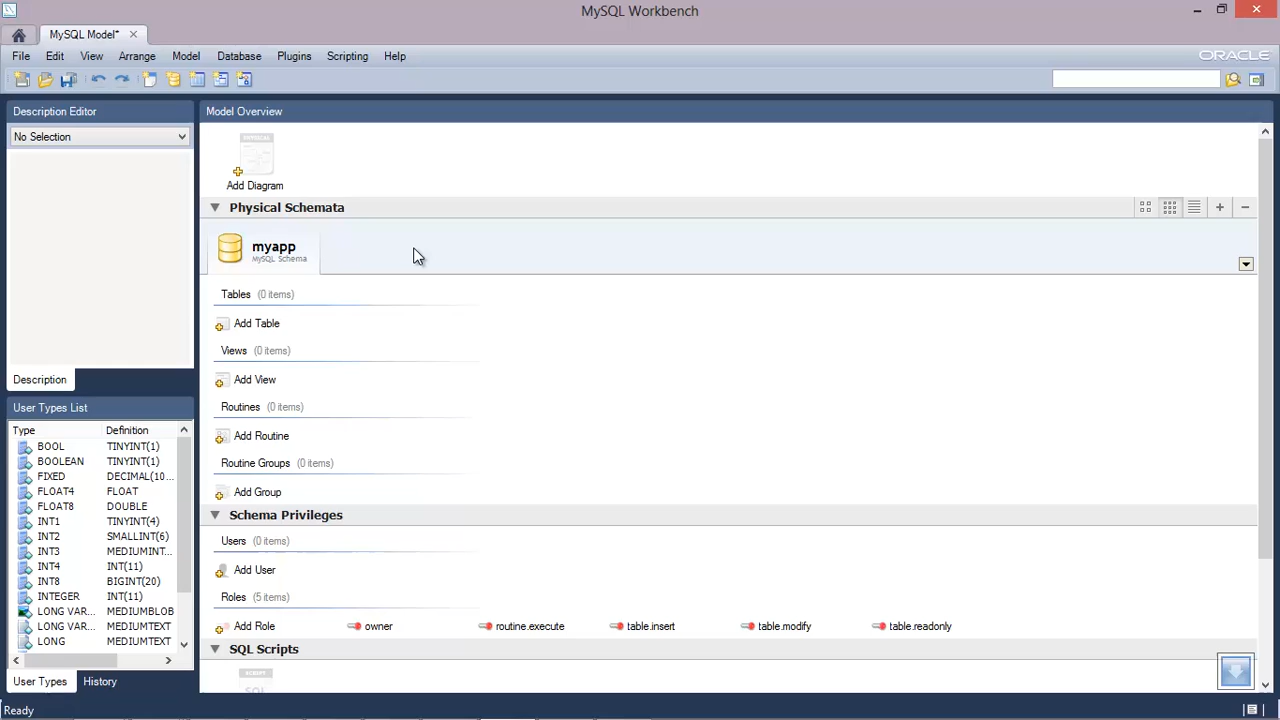 MySQL Workbench
MySQL Model*
File Edit View Arrange Model Database Plugins Scripting Help
ORACLE
Description Editor
Model Overview
No Selection
PHYSICAL
Add Diagram
Physical Schemata
myapp
MySQL Schema
Tables (0 items)
Add Table
Views (0 items)
Add View
Routines (0 items)
Add Routine
Routine Groups (0 items)
Add Group
Description
User Types List
Type Definition
BOOL TINYINT(1)
BOOLEAN TINYINT(1)
FIXED DECIMAL(10...
FLOAT4 FLOAT
FLOAT8 DOUBLE
INT1 TINYINT(4)
INT2 SMALLINT(6)
INT3 MEDIUMINT...
INT4 INT(11)
INT8 BIGINT(20)
INTEGER INT(11)
LONG VAR... MEDIUMBLOB
LONG VAR... MEDIUMTEXT
LONG MEDIUMTEXT
User Types History
Schema Privileges
Users (0 items)
Add User
Roles (5 items)
Add Role owner routine.execute table.insert table.modify table.readonly
SQL Scripts
SCRIPT
SQL
Ready